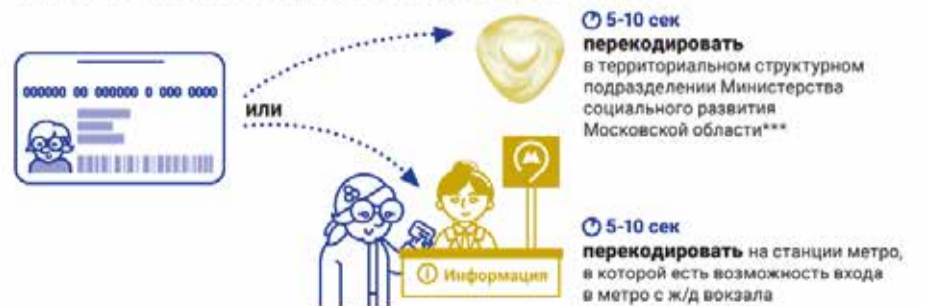 5-10 сек
перекодировать
в территориальном структурном
подразделении Министерства
социального развития
Московской области***
000000 00 000000 0 000 0000
или
Информация
5-10 сек
перекодировать на станции метро,
в которой есть возможность входа
в метро с ж/д вокзала